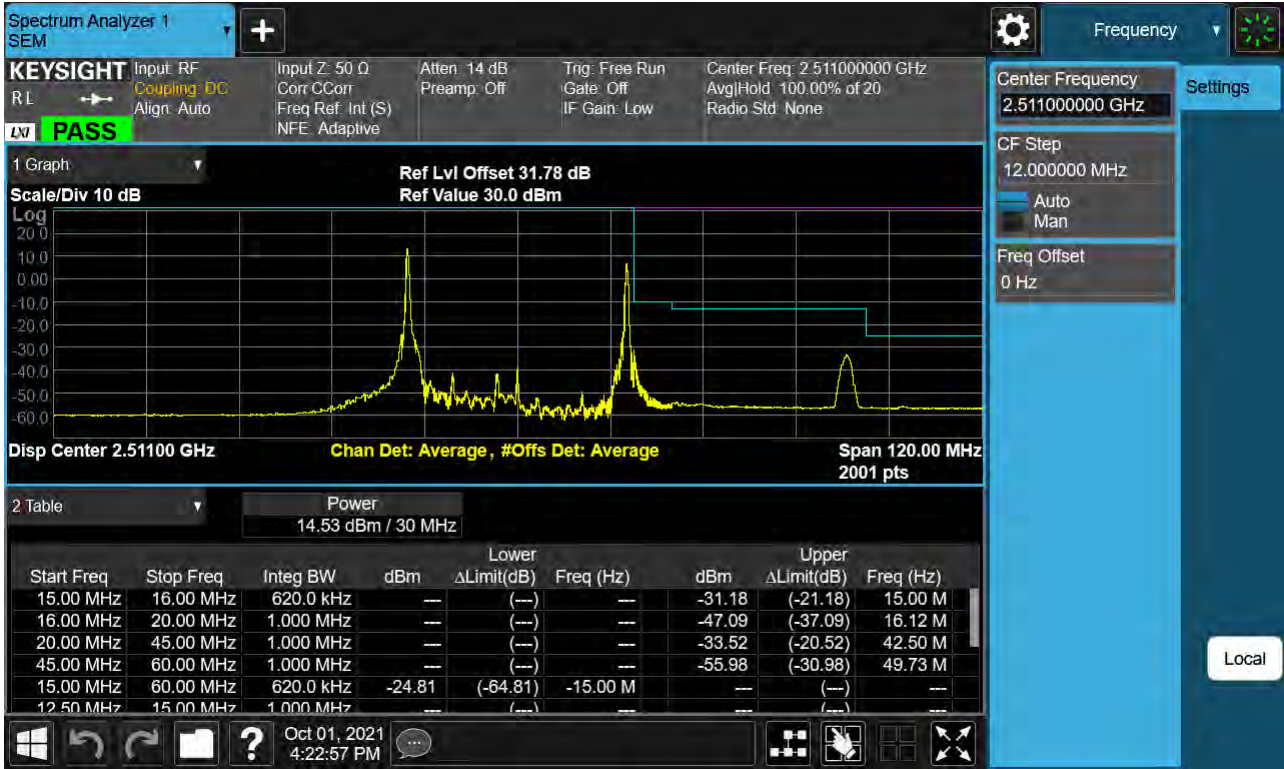 Spectrum Analyzer 1
SEM
+
Frequency
KEYSIGHT
R L
LXI
PASS
Input: RF
Coupling: DC
Align: Auto
Input Z: 50 Ω
Corr CCorr
Freq Ref: Int (S)
NFE: Adaptive
Atten: 14 dB
Preamp: Off
Trig: Free Run
Gate: Off
IF Gain: Low
Center Freq: 2.511000000 GHz
Avg|Hold: 100.00% of 20
Radio Std: None
Center Frequency
2.511000000 GHz
Settings
CF Step
12.000000 MHz
Auto
Man
Freq Offset
0 Hz
Local
1 Graph
Scale/Div 10 dB
Ref Lvl Offset 31.78 dB
Ref Value 30.0 dBm
Log
20.0
10.0
0.00
-10.0
-20.0
-30.0
-40.0
-50.0
-60.0
Disp Center 2.51100 GHz
Chan Det: Average , #Offs Det: Average
Span 120.00 MHz
2001 pts
2 Table
Power
14.53 dBm / 30 MHz
Lower Upper
Start Freq Stop Freq Integ BW dBm ΔLimit(dB) Freq (Hz) dBm ΔLimit(dB) Freq (Hz)
15.00 MHz 16.00 MHz 620.0 kHz --- (---) --- -31.18 (-21.18) 15.00 M
16.00 MHz 20.00 MHz 1.000 MHz --- (---) --- -47.09 (-37.09) 16.12 M
20.00 MHz 45.00 MHz 1.000 MHz --- (---) --- -33.52 (-20.52) 42.50 M
45.00 MHz 60.00 MHz 1.000 MHz --- (---) --- -55.98 (-30.98) 49.73 M
15.00 MHz 60.00 MHz 620.0 kHz -24.81 (-64.81) -15.00 M --- (---) ---
12.50 MHz 15.00 MHz 1.000 MHz --- (---) --- --- (---) ---
?
Oct 01, 2021
4:22:57 PM